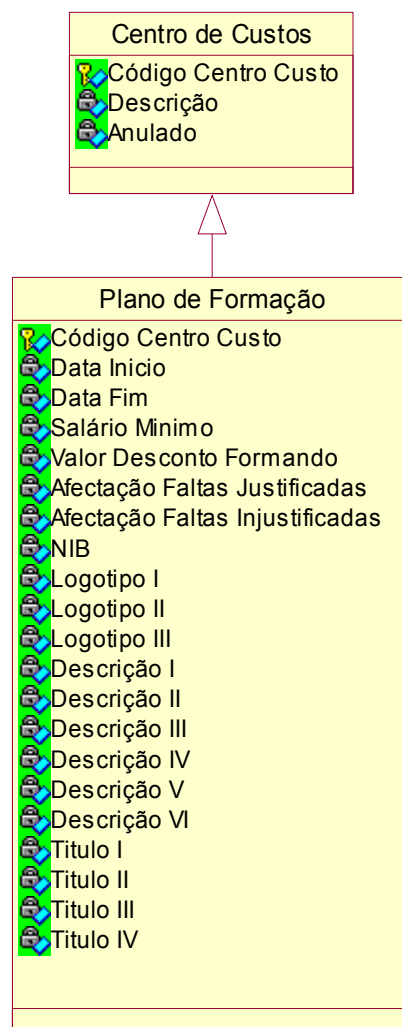 Centro de Custos
Código Centro Custo
Descrição
Anulado
Plano de Formação
Código Centro Custo
Data Inicio
Data Fim
Salário Minimo
Valor Desconto Formando
Afectação Faltas Justificadas
Afectação Faltas Injustificadas
NIB
Logotipo I
Logotipo II
Logotipo III
Descrição I
Descrição II
Descrição III
Descrição IV
Descrição V
Descrição VI
Titulo I
Titulo II
Titulo III
Titulo IV